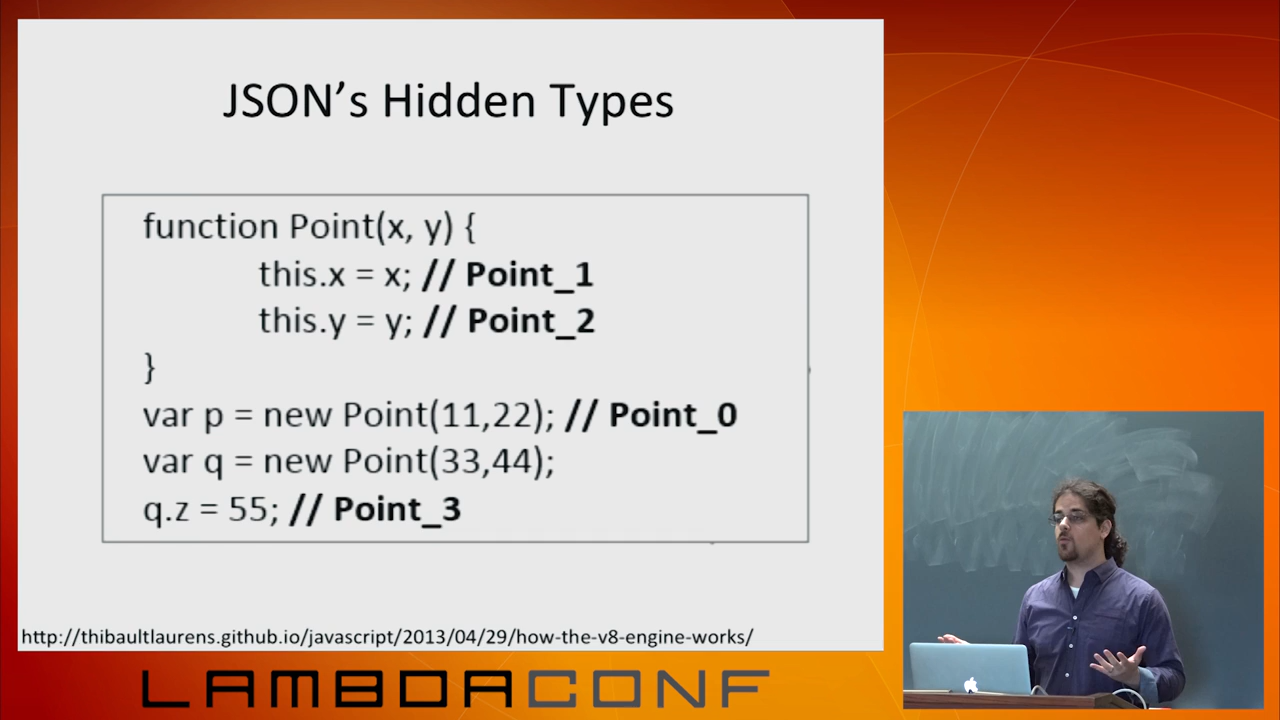 JSON's Hidden Types
function Point(x, y) {
this.x = x; // Point_1
this.y = y; // Point_2
}
var p = new Point(11,22); // Point_0
var q = new Point(33,44);
q.z = 55; // Point_3
http://thibaultlaurens.github.io/javascript/2013/04/29/how-the-v8-engine-works/
LAMBDACONF